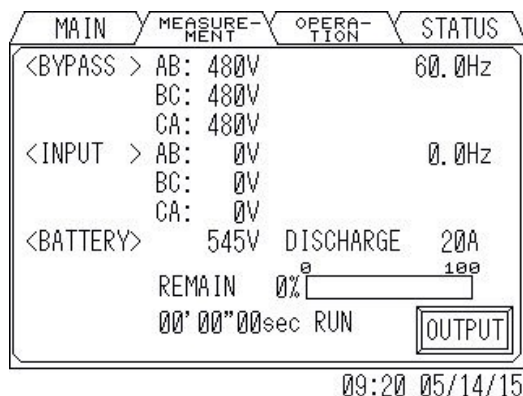 MAIN MEASURE-MENT OPERA-TION STATUS
<BYPASS > AB: 480V 60.0Hz
BC: 480V
CA: 480V
<INPUT > AB: 0V 0.0Hz
BC: 0V
CA: 0V
<BATTERY> 545V DISCHARGE 20A
0 100
REMAIN 0%
00'00"00sec RUN OUTPUT
09:20 05/14/15